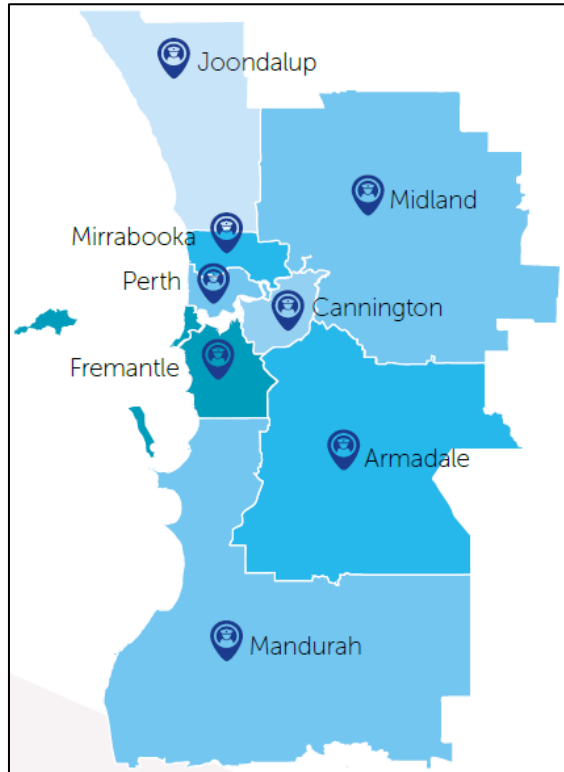 Joondalup
Midland
Mirrabooka
Perth
Cannington
Fremantle
Armadale
Mandurah